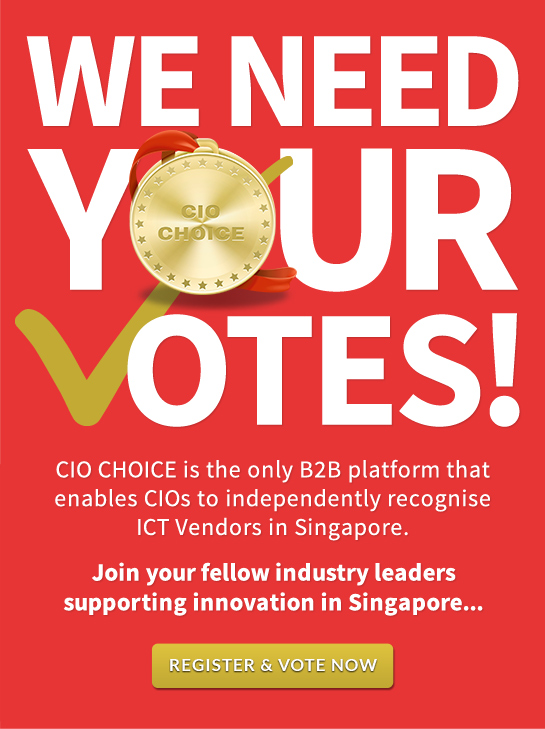 WE NEED
YOUR
CIO
CHOICE
VOTES!
CIO CHOICE is the only B2B platform that
enables CIOs to independently recognise
ICT Vendors in Singapore.
Join your fellow industry leaders
supporting innovation in Singapore...
REGISTER & VOTE NOW